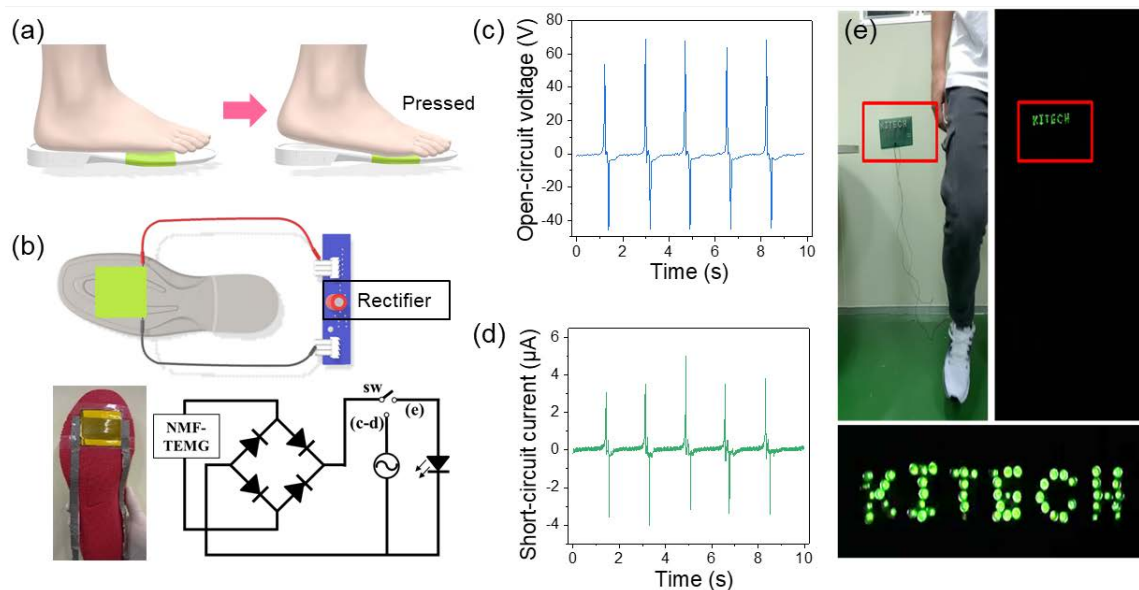 (a)
Pressed
(b)
Rectifier
NMF-
TEMG
sw
(e)
(c-d)
(c)
Open-circuit voltage (V)
80
60
40
20
0
-20
-40
0
2
4
6
8
10
Time (s)
(d)
Short-circuit current (µA)
6
4
2
0
-2
-4
0
2
4
6
8
10
Time (s)
(e)
KITECH
KITECH
KITECH